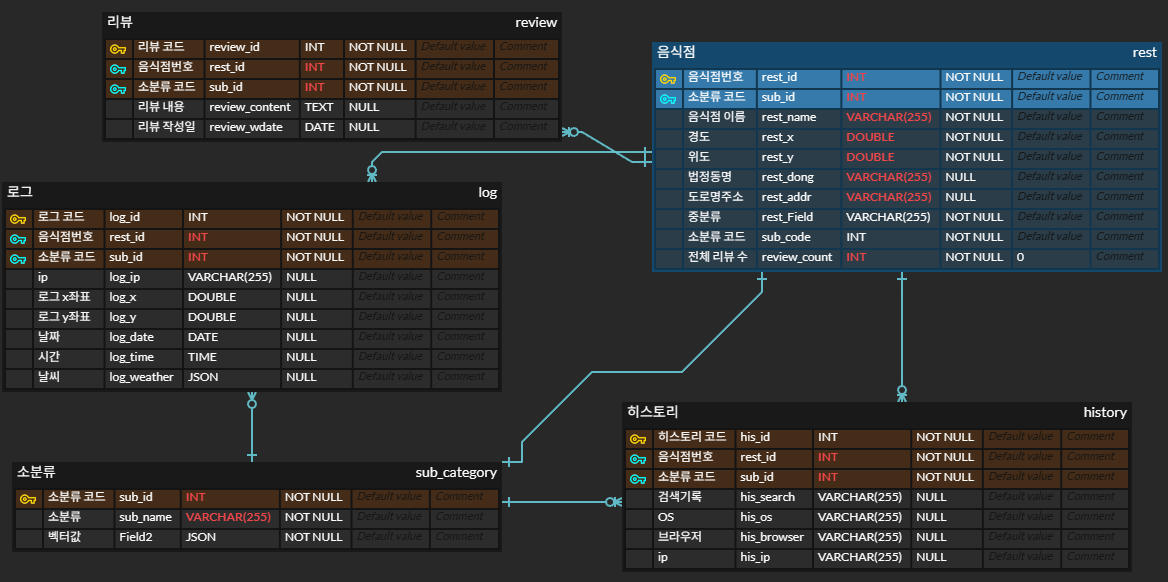 리뷰 review
리뷰 코드 review_id INT NOT NULL Default value Comment
음식점번호 rest_id INT NOT NULL Default value Comment
소분류 코드 sub_id INT NOT NULL Default value Comment
리뷰 내용 review_content TEXT NULL Default value Comment
리뷰 작성일 review_wdate DATE NULL Default value Comment
음식점 rest
음식점번호 rest_id INT NOT NULL Default value Comment
소분류 코드 sub_id INT NOT NULL Default value Comment
음식점 이름 rest_name VARCHAR(255) NOT NULL Default value Comment
경도 rest_x DOUBLE NOT NULL Default value Comment
위도 rest_y DOUBLE NOT NULL Default value Comment
법정동명 rest_dong VARCHAR(255) NULL Default value Comment
도로명주소 rest_addr VARCHAR(255) NULL Default value Comment
중분류 rest_Field VARCHAR(255) NOT NULL Default value Comment
소분류 코드 sub_code INT NOT NULL Default value Comment
전체 리뷰 수 review_count INT NOT NULL 0 Comment
로그 log
로그 코드 log_id INT NOT NULL Default value Comment
음식점번호 rest_id INT NOT NULL Default value Comment
소분류 코드 sub_id INT NOT NULL Default value Comment
ip log_ip VARCHAR(255) NULL Default value Comment
로그 x좌표 log_x DOUBLE NULL Default value Comment
로그 y좌표 log_y DOUBLE NULL Default value Comment
날짜 log_date DATE NULL Default value Comment
시간 log_time TIME NULL Default value Comment
날씨 log_weather JSON NULL Default value Comment
히스토리 history
히스토리 코드 his_id INT NOT NULL Default value Comment
음식점번호 rest_id INT NOT NULL Default value Comment
소분류 코드 sub_id INT NOT NULL Default value Comment
검색기록 his_search VARCHAR(255) NULL Default value Comment
OS his_os VARCHAR(255) NULL Default value Comment
브라우저 his_browser VARCHAR(255) NULL Default value Comment
ip his_ip VARCHAR(255) NULL Default value Comment
소분류 sub_category
소분류 코드 sub_id INT NOT NULL Default value Comment
소분류 sub_name VARCHAR(255) NOT NULL Default value Comment
벡터값 Field2 JSON NOT NULL Default value Comment